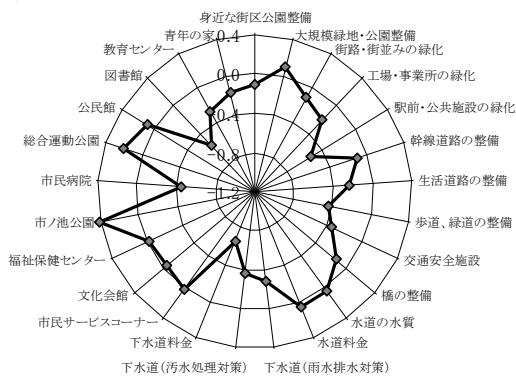 身近な街区公園整備
青年の家
0.4
大規模緑地・公園整備
教育センター
街路・街並みの緑化
図書館
0.0
工場・事業所の緑化
公民館
-0.4
駅前・公共施設の緑化
総合運動公園
-0.8
幹線道路の整備
市民病院
-1.2
生活道路の整備
市ノ池公園
歩道、緑道の整備
福祉保健センター
交通安全施設
文化会館
橋の整備
市民サービスコーナー
水道の水質
下水道料金
水道料金
下水道(汚水処理対策)
下水道(雨水排水対策)